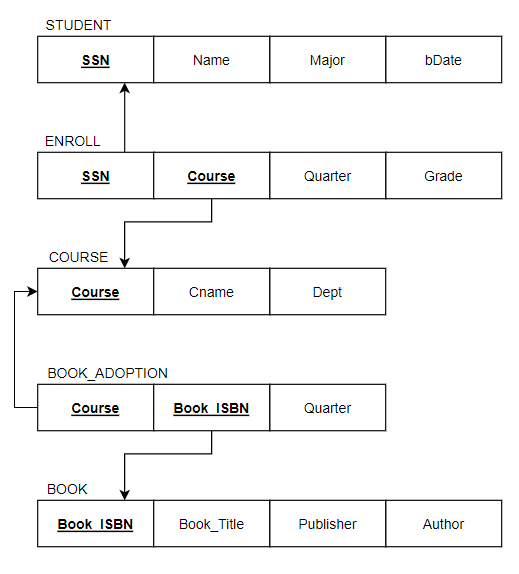 STUDENT
SSN Name Major bDate
ENROLL
SSN Course Quarter Grade
COURSE
Course Cname Dept
BOOK_ADOPTION
Course Book_ISBN Quarter
BOOK
Book_ISBN Book_Title Publisher Author